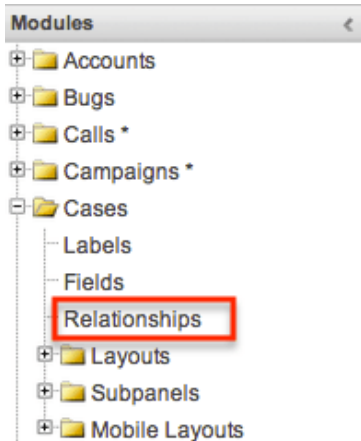 Modules
Accounts
Bugs
Calls *
Campaigns *
Cases
Labels
Fields
Relationships
Layouts
Subpanels
Mobile Layouts